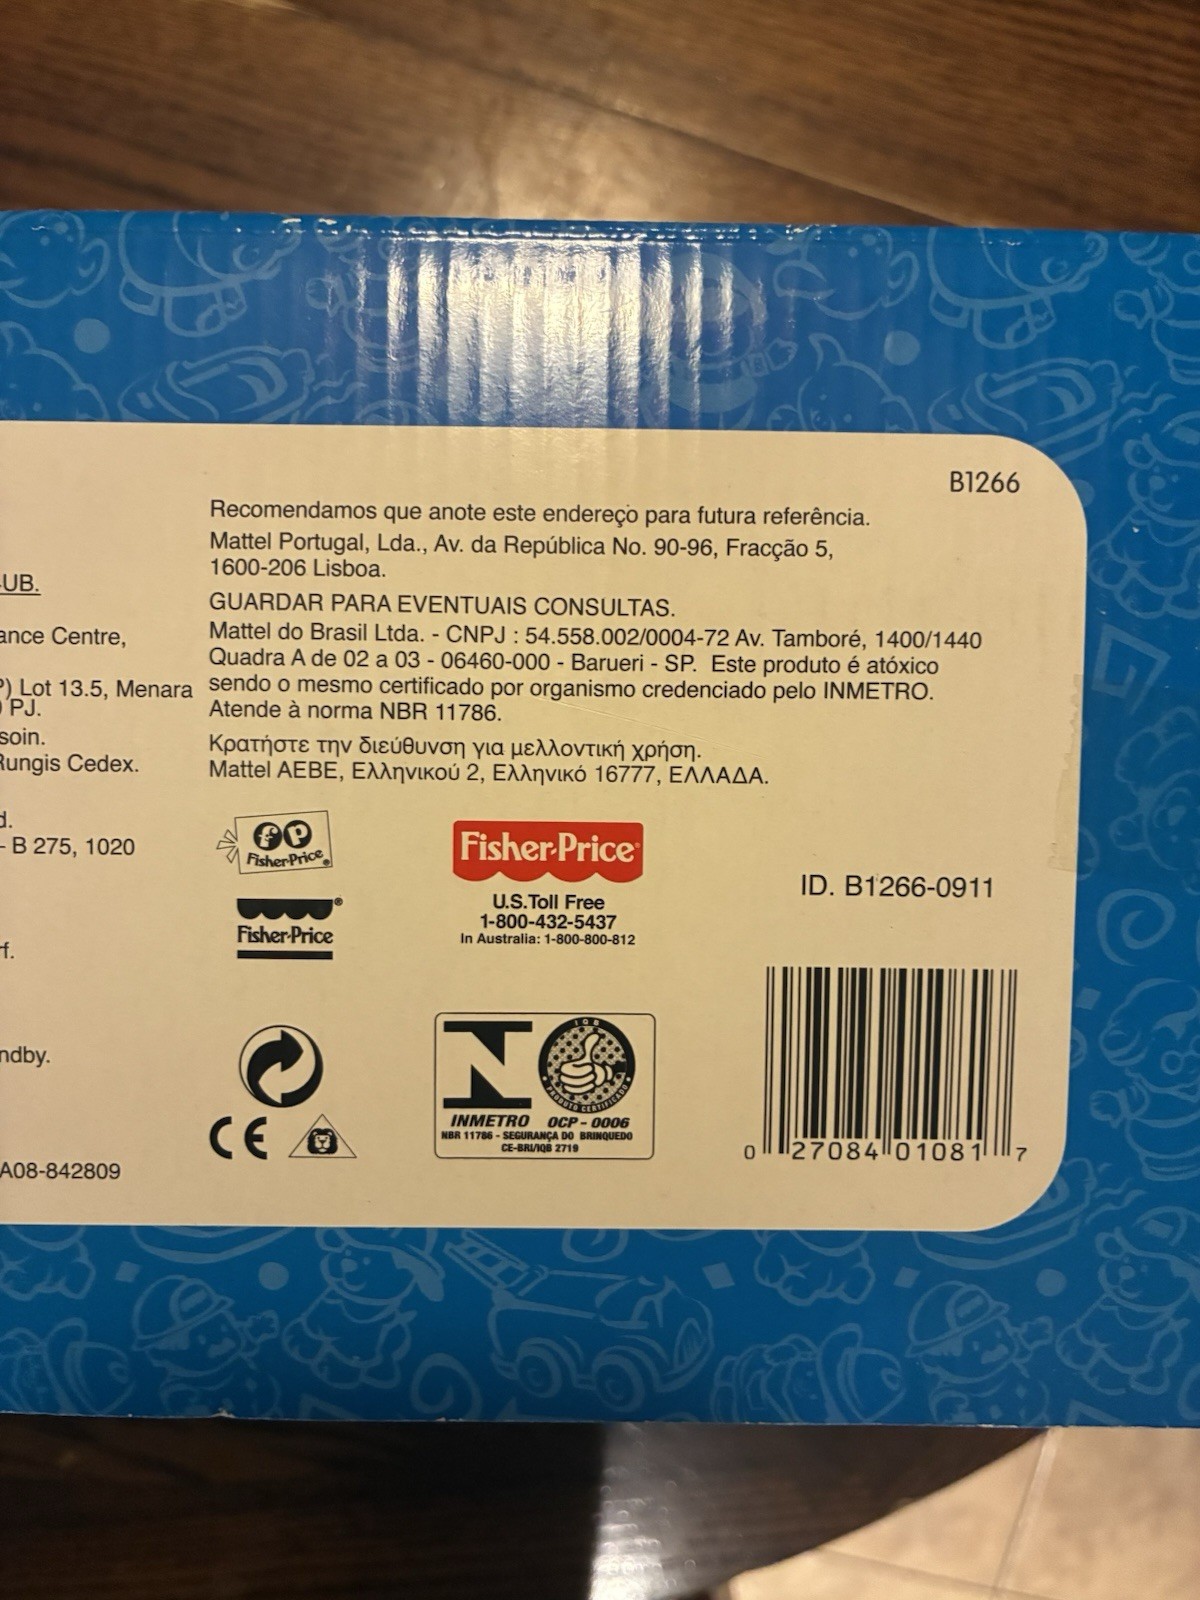 B1266
Recomendamos que anote este endereço para futura referência.
Mattel Portugal, Lda., Av. da República No. 90-96, Fracção 5,
1600-206 Lisboa.
GUARDAR PARA EVENTUAIS CONSULTAS.
Mattel do Brasil Ltda. - CNPJ : 54.558.002/0004-72 Av. Tamboré, 1400/1440
Quadra A de 02 a 03 - 06460-000 - Barueri - SP. Este produto é atóxico
sendo o mesmo certificado por organismo credenciado pelo INMETRO.
Atende à norma NBR 11786.
Κρατήστε την διεύθυνση για μελλοντική χρήση.
Mattel AEBE, Ελληνικού 2, Ελληνικό 16777, ΕΛΛΑΔΑ.
UB.
ance Centre,
P) Lot 13.5, Menara
PJ.
soin.
Rungis Cedex.
d.
- B 275, 1020
f.
ndby.
A08-842809
fp
Fisher-Price®
Fisher-Price®
Fisher-Price®
U.S.Toll Free
1-800-432-5437
In Australia: 1-800-800-812
ID. B1266-0911
CE
N
IQB
PRODUTO CERTIFICADO
INMETRO OCP - 0006
NBR 11786 - SEGURANÇA DO BRINQUEDO
CE-BRI/IQB 2719
0 27084 01081 7